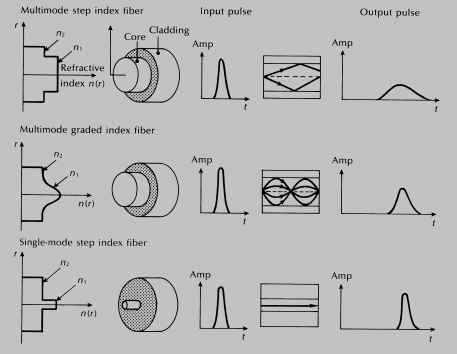 Multimode step index fiber
Input pulse
Output pulse
r
n₂
n₁
Refractive
index n(r)
Core
Cladding
Amp
t
Amp
t
Multimode graded index fiber
r
n₂
n₁
n(r)
Amp
t
Amp
t
Single-mode step index fiber
r
n₂
n₁
n(r)
Amp
t
Amp
t